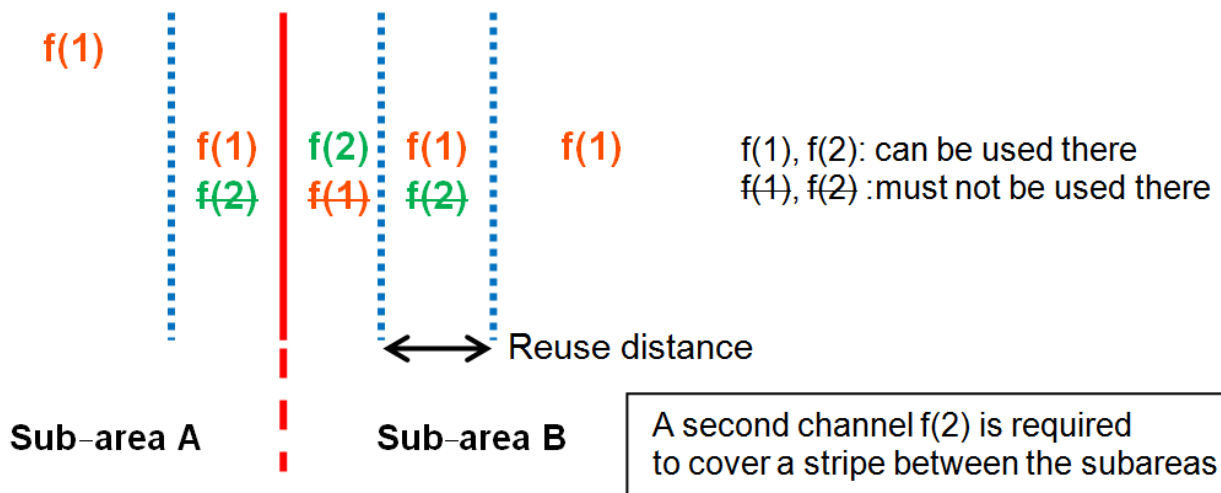 f(1)
f(1) f(2) f(1) f(1)
f(2) f(1) f(2)
f(1), f(2): can be used there
f(1), f(2) :must not be used there
Reuse distance
Sub-area A
Sub-area B
A second channel f(2) is required
to cover a stripe between the subareas